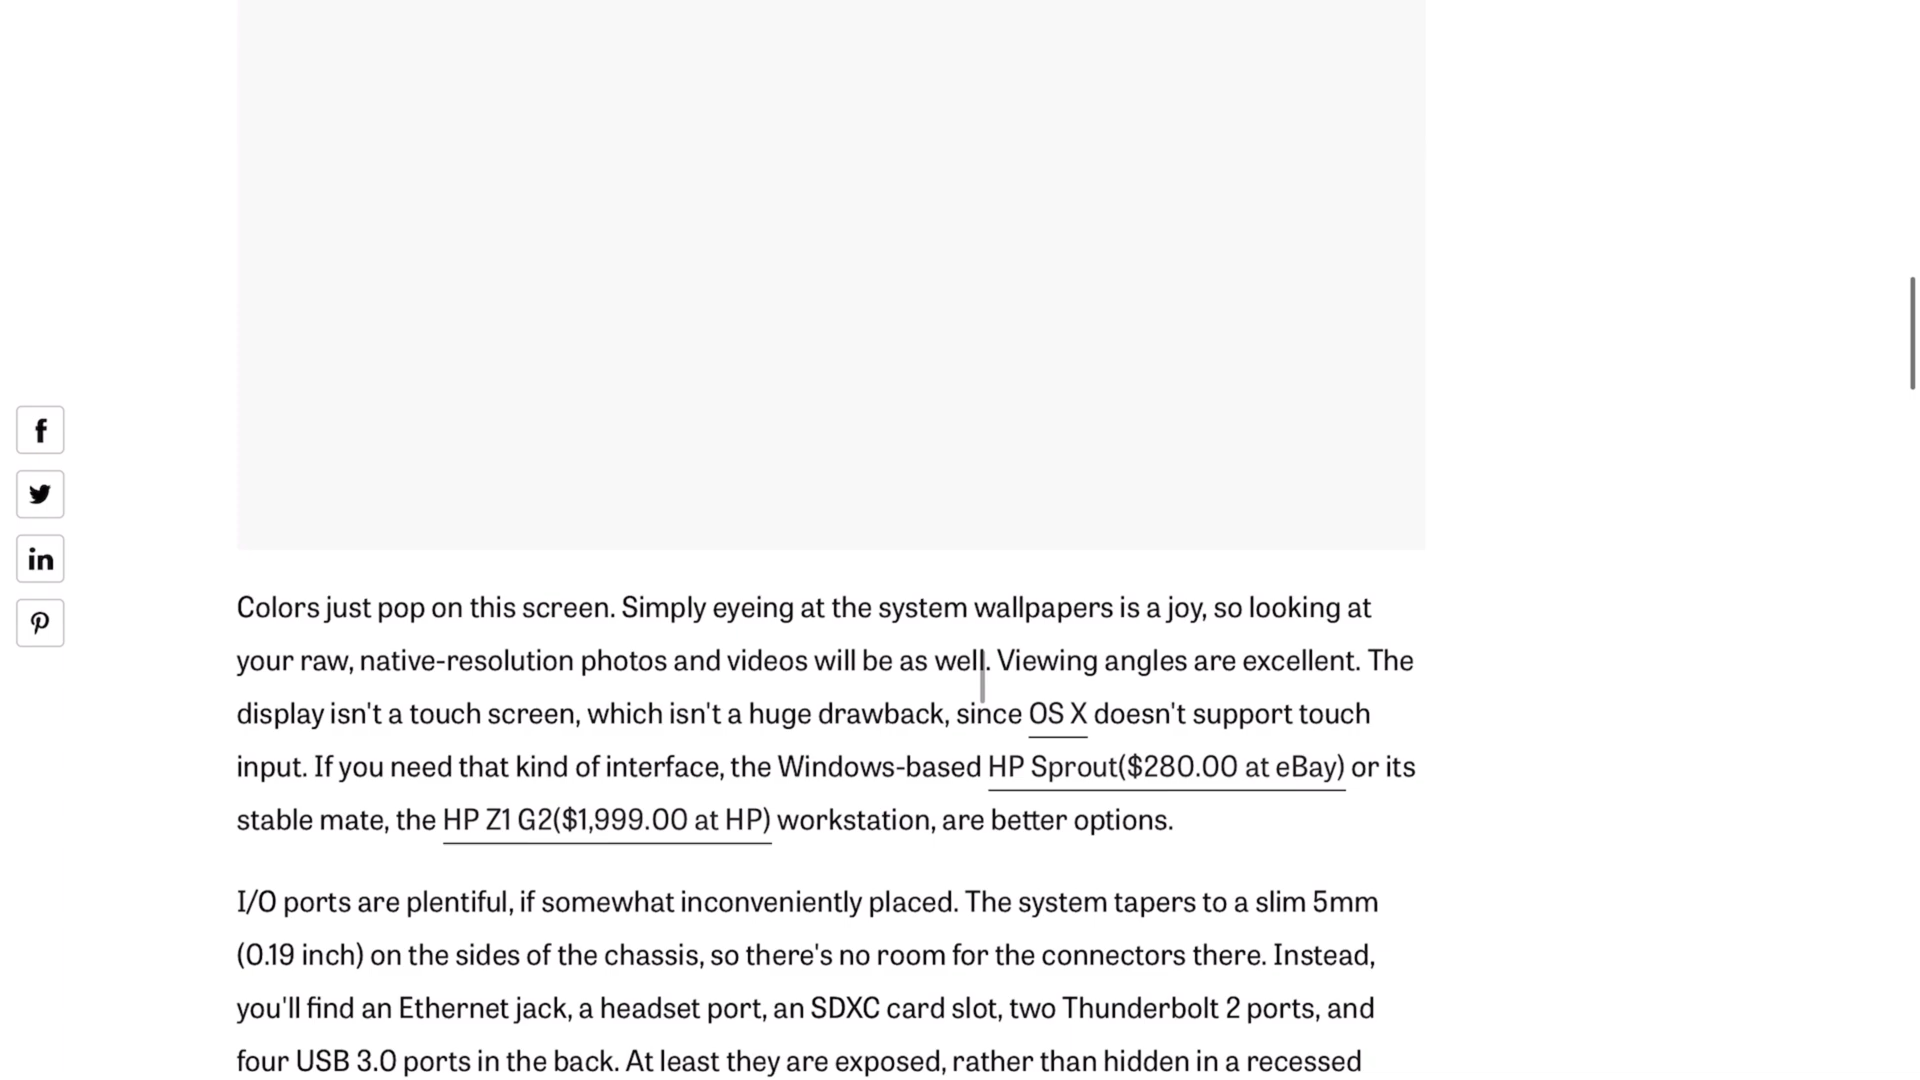 Colors just pop on this screen. Simply eyeing at the system wallpapers is a joy, so looking at
your raw, native-resolution photos and videos will be as well. Viewing angles are excellent. The
display isn't a touch screen, which isn't a huge drawback, since OS X doesn't support touch
input. If you need that kind of interface, the Windows-based HP Sprout($280.00 at eBay) or its
stable mate, the HP Z1 G2($1,999.00 at HP) workstation, are better options.
I/O ports are plentiful, if somewhat inconveniently placed. The system tapers to a slim 5mm
(0.19 inch) on the sides of the chassis, so there's no room for the connectors there. Instead,
you'll find an Ethernet jack, a headset port, an SDXC card slot, two Thunderbolt 2 ports, and
four USB 3.0 ports in the back. At least they are exposed, rather than hidden in a recessed